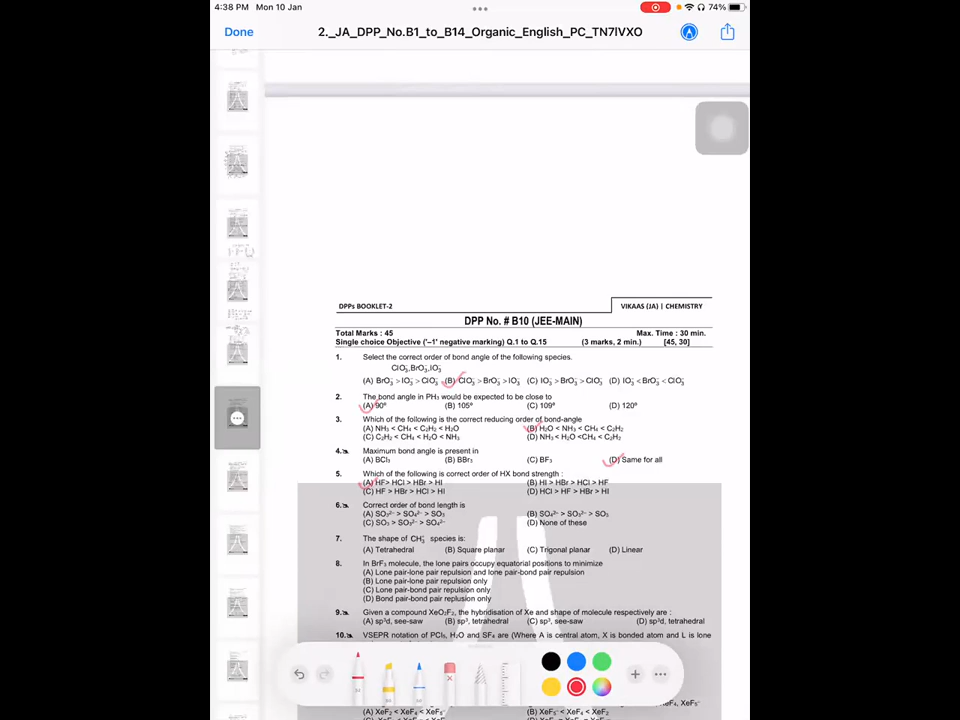 4:38 PM Mon 10 Jan
74%
Done
2._JA_DPP_No.B1_to_B14_Organic_English_PC_TN7lVXO
DPPs BOOKLET-2
VIKAAS (JA) | CHEMISTRY
DPP No. # B10 (JEE-MAIN)
Total Marks : 45 Max. Time : 30 min.
Single choice Objective ('–1' negative marking) Q.1 to Q.15 (3 marks, 2 min.) [45, 30]
1. Select the correct order of bond angle of the following species.
ClO₃⁻, BrO₃⁻, IO₃⁻
(A) BrO₃⁻ > IO₃⁻ > ClO₃⁻ (B) ClO₃⁻ > BrO₃⁻ > IO₃⁻ (C) IO₃⁻ > BrO₃⁻ > ClO₃⁻ (D) IO₃⁻ < BrO₃⁻ < ClO₃⁻
2. The bond angle in PH₃ would be expected to be close to
(A) 90° (B) 105° (C) 109° (D) 120°
3. Which of the following is the correct reducing order of bond-angle
(A) NH₃ < CH₄ < C₂H₂ < H₂O (B) H₂O < NH₃ < CH₄ < C₂H₂
(C) C₂H₂ < CH₄ < H₂O < NH₃ (D) NH₃ < H₂O <CH₄ < C₂H₂
4. Maximum bond angle is present in
(A) BCl₃ (B) BBr₃ (C) BF₃ (D) Same for all
5. Which of the following is correct order of HX bond strength :
(A) HF> HCl > HBr > HI (B) HI > HBr > HCl > HF
(C) HF > HBr > HCl > HI (D) HCl > HF > HBr > HI
6. Correct order of bond length is
(A) SO₃²⁻ > SO₄²⁻ > SO₃ (B) SO₄²⁻ > SO₃²⁻ > SO₃
(C) SO₃ > SO₃²⁻ > SO₄²⁻ (D) None of these
7. The shape of species is:
(A) Tetrahedral (B) Square planar (C) Trigonal planar (D) Linear
8. In BrF₃ molecule, the lone pairs occupy equatorial positions to minimize
(A) Lone pair-lone pair repulsion and lone pair-bond pair repulsion
(B) Lone pair-lone pair repulsion only
(C) Lone pair-bond pair repulsion only
(D) Bond pair-bond pair replusion only
9. Given a compound XeO₂F₂, the hybridisation of Xe and shape of molecule respectively are :
(A) sp³d, see-saw (B) sp³, tetrahedral (C) sp³, see-saw (D) sp³d, tetrahedral
10. VSEPR notation of PCl₅, H₂O and SF₄ are (Where A is central atom, X is bonded atom and L is lone